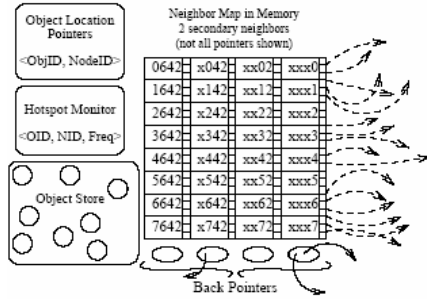 Object Location
Pointers
<ObjID, NodeID>
Hotspot Monitor
<OID, NID, Freq>
Object Store
Neighbor Map in Memory
2 secondary neighbors
(not all pointers shown)
0642 x042 xx02 xxx0
1642 x142 xx12 xxx1
2642 x242 xx22 xxx2
3642 x342 xx32 xxx3
4642 x442 xx42 xxx4
5642 x542 xx52 xxx5
6642 x642 xx62 xxx6
7642 x742 xx72 xxx7
Back Pointers